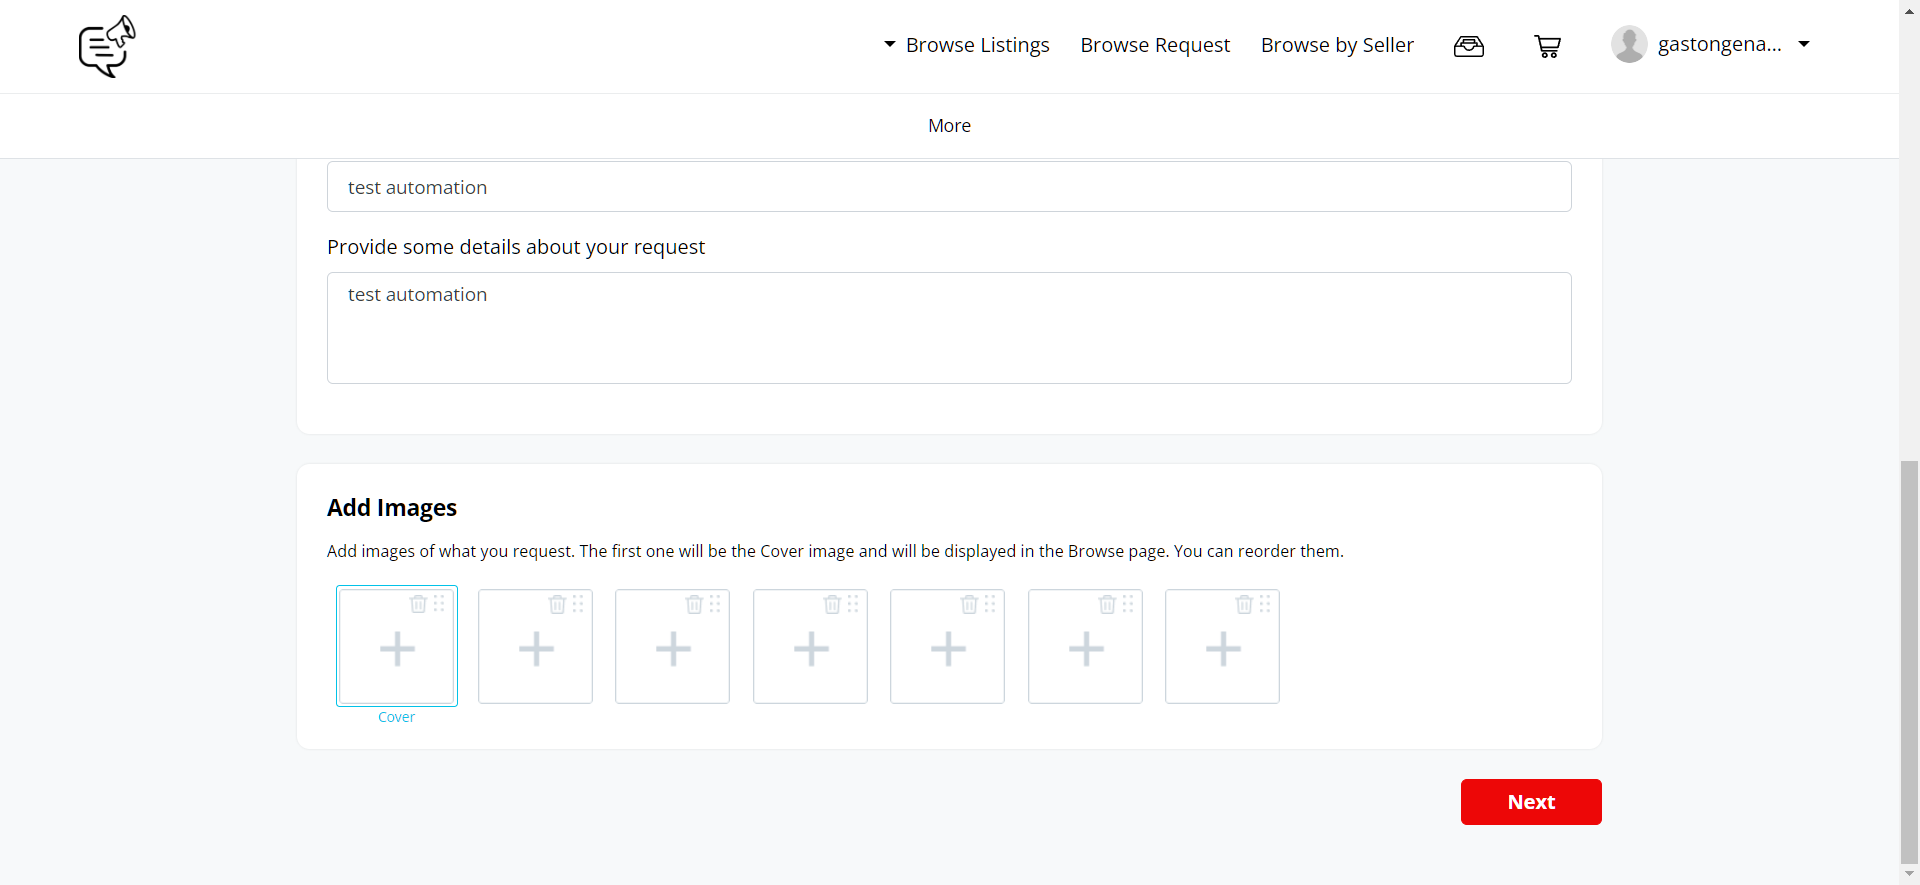 Browse Listings Browse Request Browse by Seller gastongena...
More
test automation
Provide some details about your request
test automation
Add Images
Add images of what you request. The first one will be the Cover image and will be displayed in the Browse page. You can reorder them.
Cover
Next